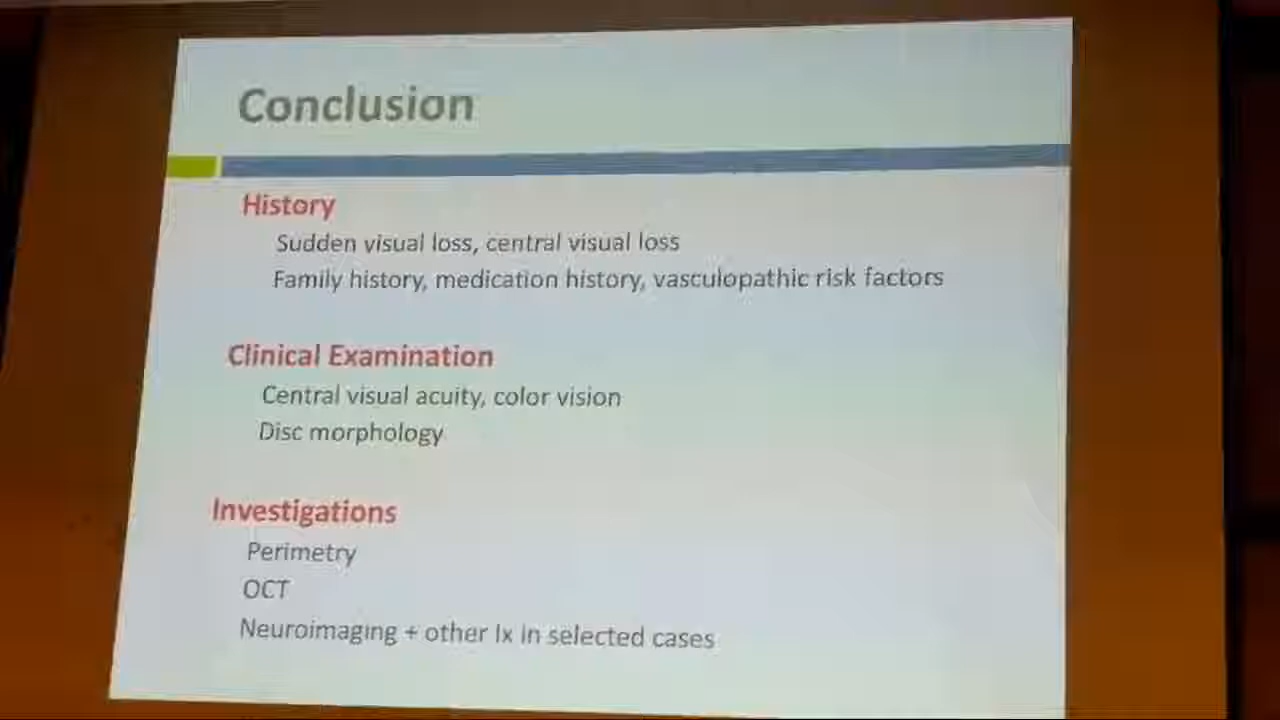 Conclusion
History
Sudden visual loss, central visual loss
Family history, medication history, vasculopathic risk factors
Clinical Examination
Central visual acuity, color vision
Disc morphology
Investigations
Perimetry
OCT
Neuroimaging + other Ix in selected cases